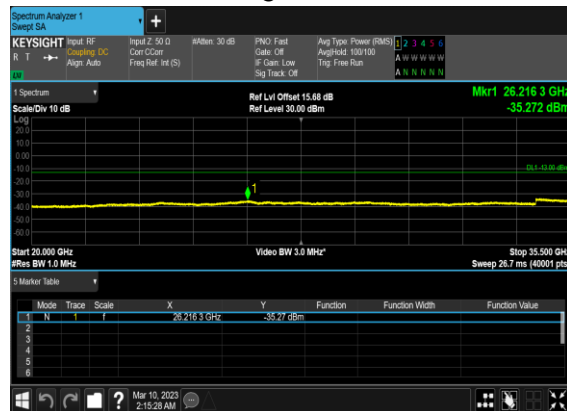 Spectrum Analyzer 1
Swept SA
+
KEYSIGHT Input: RF Input Z: 50 Ω #Atten: 30 dB PNO: Fast Avg Type: Power (RMS) 1 2 3 4 5 6
R T Coupling: DC Corr CCorr Gate: Off Avg|Hold: 100/100 A W W W W W
Align: Auto Freq Ref: Int (S) IF Gain: Low Trig: Free Run
Sig Track: Off A N N N N N
1 Spectrum Ref Lvl Offset 15.68 dB Mkr1 26.216 3 GHz
Scale/Div 10 dB Ref Level 30.00 dBm -35.272 dBm
Log
20.0
10.0
0.00
-10.0 DL1 -13.00 dBm
-20.0
-30.0 1
-40.0
-50.0
-60.0
Start 20.000 GHz Video BW 3.0 MHz* Stop 35.500 GHz
#Res BW 1.0 MHz Sweep 26.7 ms (40001 pts)
5 Marker Table
Mode Trace Scale X Y Function Function Width Function Value
1 N 1 f 26.216 3 GHz -35.27 dBm
2
3
4
5
6
? Mar 10, 2023
2:15:28 AM